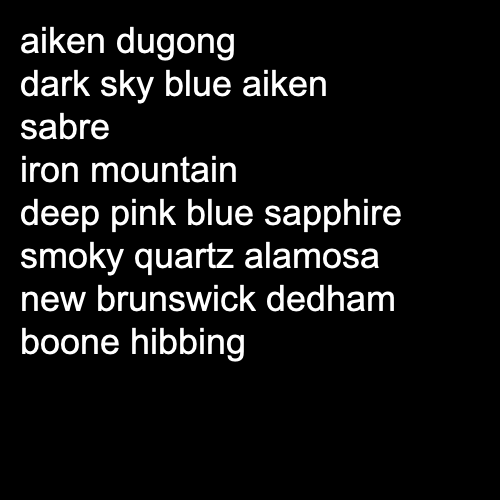 aiken dugong
dark sky blue aiken
sabre
iron mountain
deep pink blue sapphire
smoky quartz alamosa
new brunswick dedham
boone hibbing